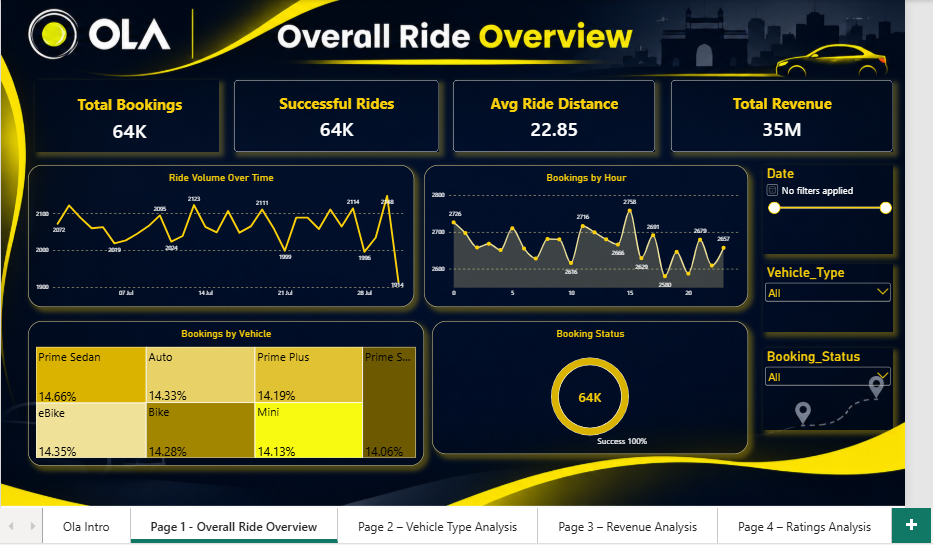 OLA
Overall Ride Overview
Total Bookings
64K
Successful Rides
64K
Avg Ride Distance
22.85
Total Revenue
35M
Ride Volume Over Time
2100
2000
1900
2072
2019
2095
2024
2123
2111
1999
2114
1996
1914
07 Jul
14 Jul
21 Jul
28 Jul
Bookings by Hour
2800
2700
2600
2726
2616
2716
2666
2758
2629
2691
2580
2679
2657
0
5
10
15
20
Date
No filters applied
Vehicle_Type
All
Booking_Status
All
Bookings by Vehicle
Prime Sedan
14.66%
Auto
14.33%
Prime Plus
14.19%
Prime S...
14.06%
eBike
14.35%
Bike
14.28%
Mini
14.13%
Booking Status
64K
Success 100%
Ola Intro
Page 1 - Overall Ride Overview
Page 2 – Vehicle Type Analysis
Page 3 – Revenue Analysis
Page 4 – Ratings Analysis
+